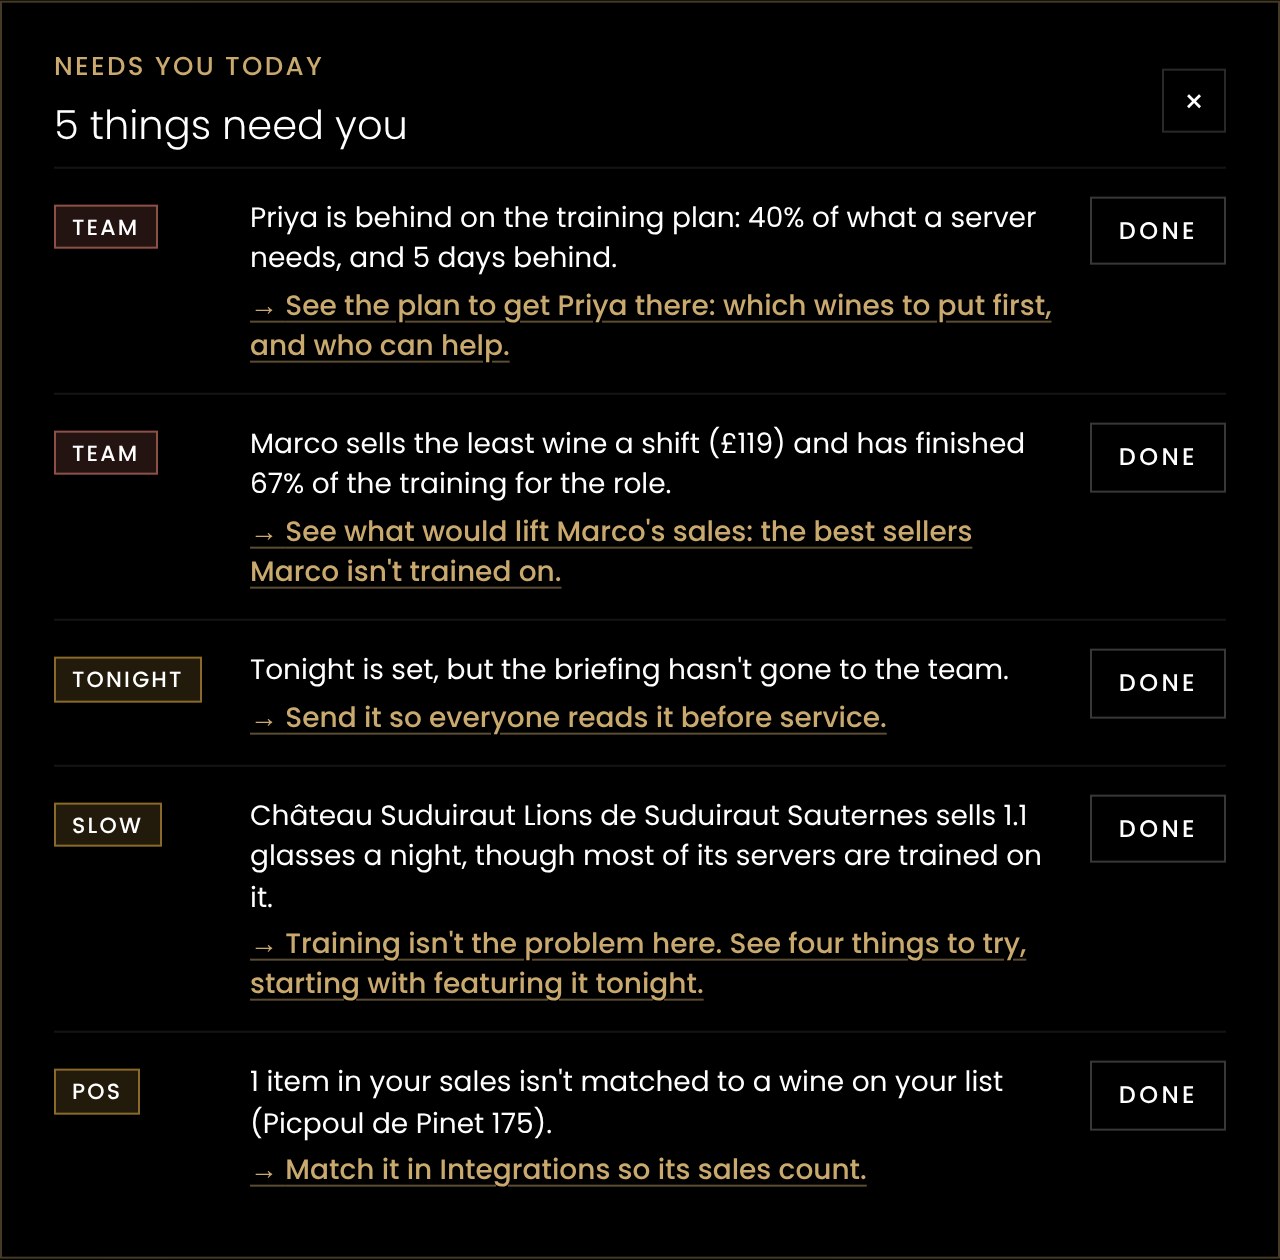 NEEDS YOU TODAY
5 things need you
×
TEAM
Priya is behind on the training plan: 40% of what a server
needs, and 5 days behind.
→ See the plan to get Priya there: which wines to put first,
and who can help.
DONE
TEAM
Marco sells the least wine a shift (£119) and has finished
67% of the training for the role.
→ See what would lift Marco's sales: the best sellers
Marco isn't trained on.
DONE
TONIGHT
Tonight is set, but the briefing hasn't gone to the team.
→ Send it so everyone reads it before service.
DONE
SLOW
Château Suduiraut Lions de Suduiraut Sauternes sells 1.1
glasses a night, though most of its servers are trained on
it.
→ Training isn't the problem here. See four things to try,
starting with featuring it tonight.
DONE
POS
1 item in your sales isn't matched to a wine on your list
(Picpoul de Pinet 175).
→ Match it in Integrations so its sales count.
DONE